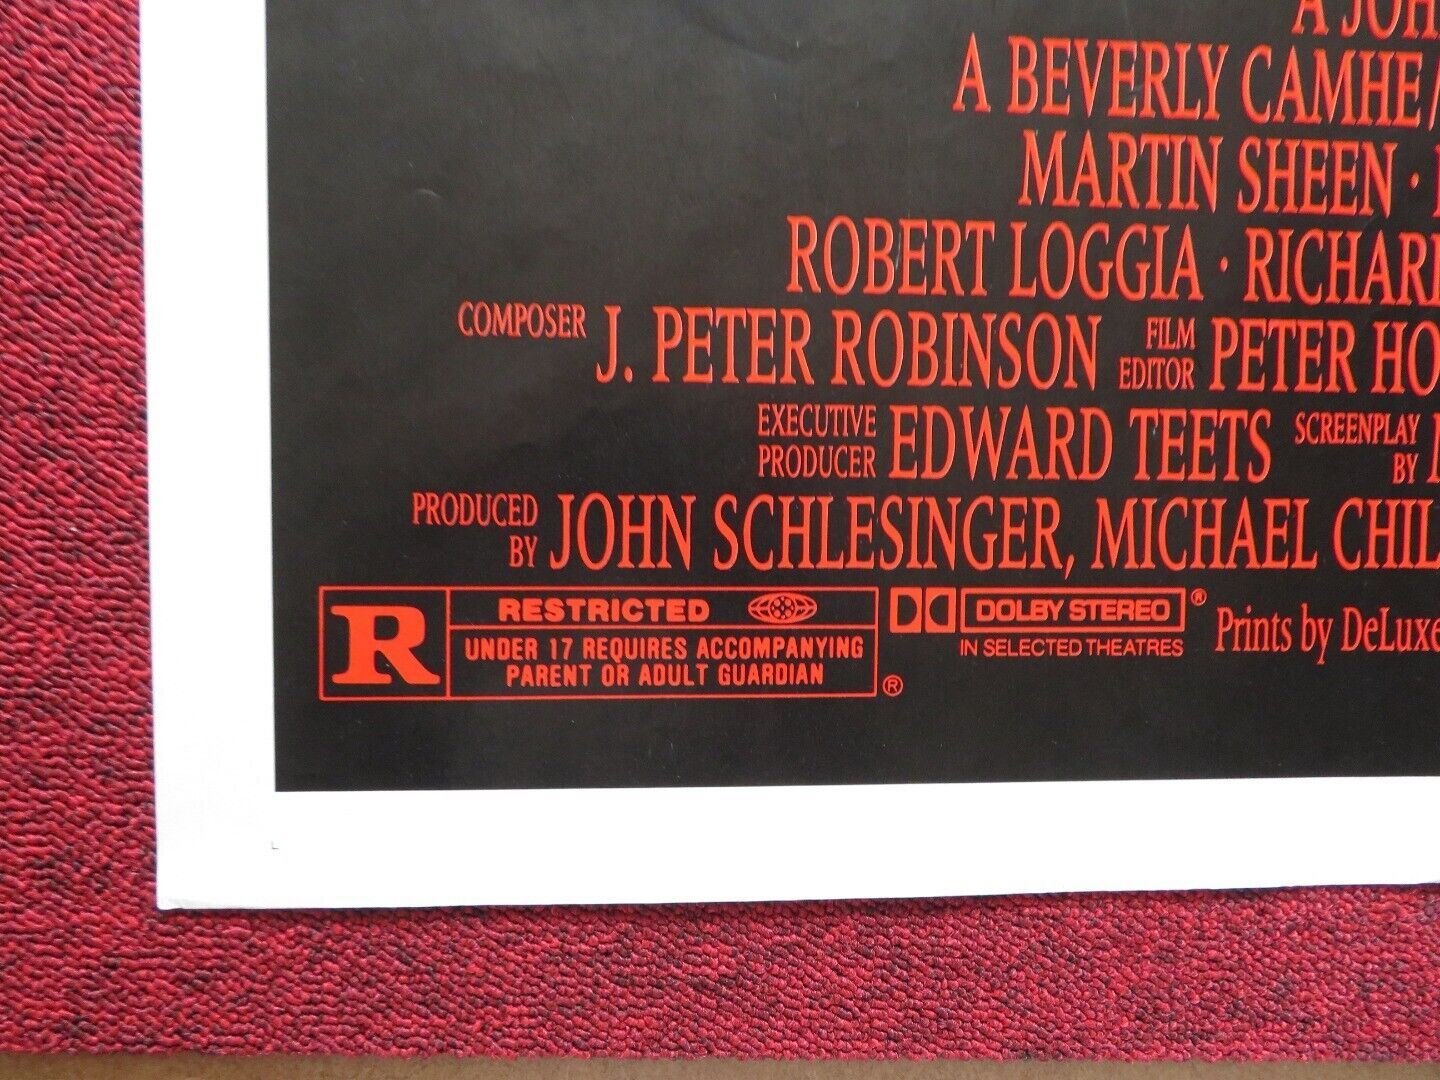 A JOH
A BEVERLY CAMHE/
MARTIN SHEEN ·
ROBERT LOGGIA · RICHARD
COMPOSER J. PETER ROBINSON FILM EDITOR PETER HO
EXECUTIVE PRODUCER EDWARD TEETS SCREENPLAY BY
PRODUCED BY JOHN SCHLESINGER, MICHAEL CHIL
R RESTRICTED
UNDER 17 REQUIRES ACCOMPANYING
PARENT OR ADULT GUARDIAN ®
DOLBY STEREO ®
IN SELECTED THEATRES
Prints by DeLuxe